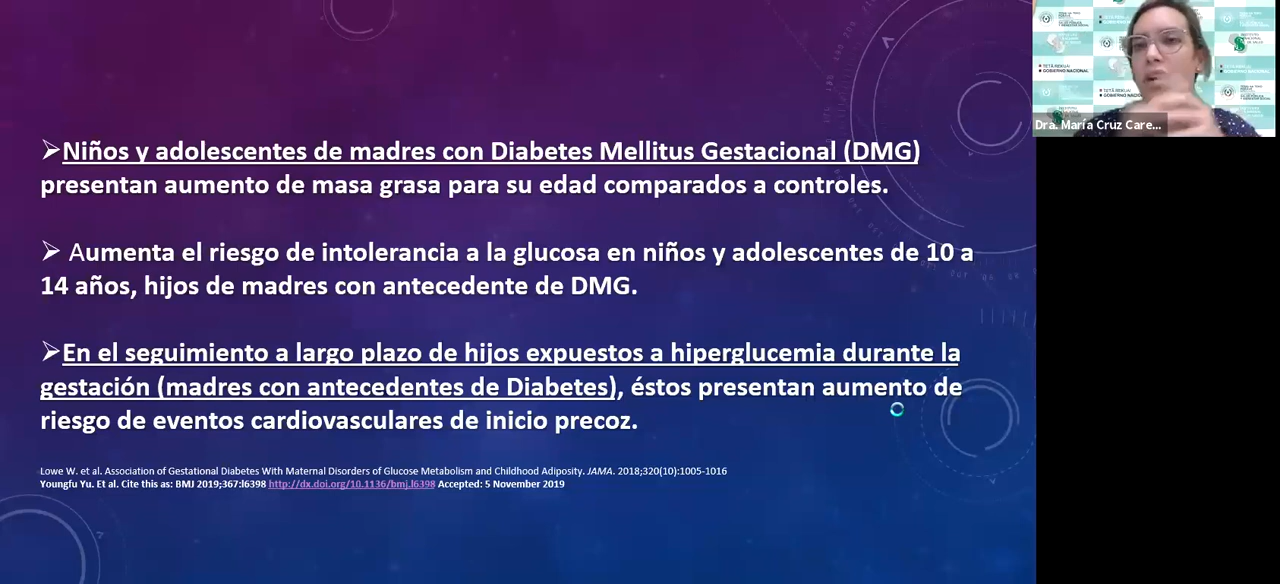 ➢Niños y adolescentes de madres con Diabetes Mellitus Gestacional (DMG)
presentan aumento de masa grasa para su edad comparados a controles.
➢ Aumenta el riesgo de intolerancia a la glucosa en niños y adolescentes de 10 a
14 años, hijos de madres con antecedente de DMG.
➢En el seguimiento a largo plazo de hijos expuestos a hiperglucemia durante la
gestación (madres con antecedentes de Diabetes), éstos presentan aumento de
riesgo de eventos cardiovasculares de inicio precoz.
Lowe W. et al. Association of Gestational Diabetes With Maternal Disorders of Glucose Metabolism and Childhood Adiposity. JAMA. 2018;320(10):1005-1016
Youngfu Yu. Et al. Cite this as: BMJ 2019;367:l6398 http://dx.doi.org/10.1136/bmj.l6398 Accepted: 5 November 2019
TETÃ REKUÁI
GOBIERNO NACIONAL
Dra. María Cruz Care...